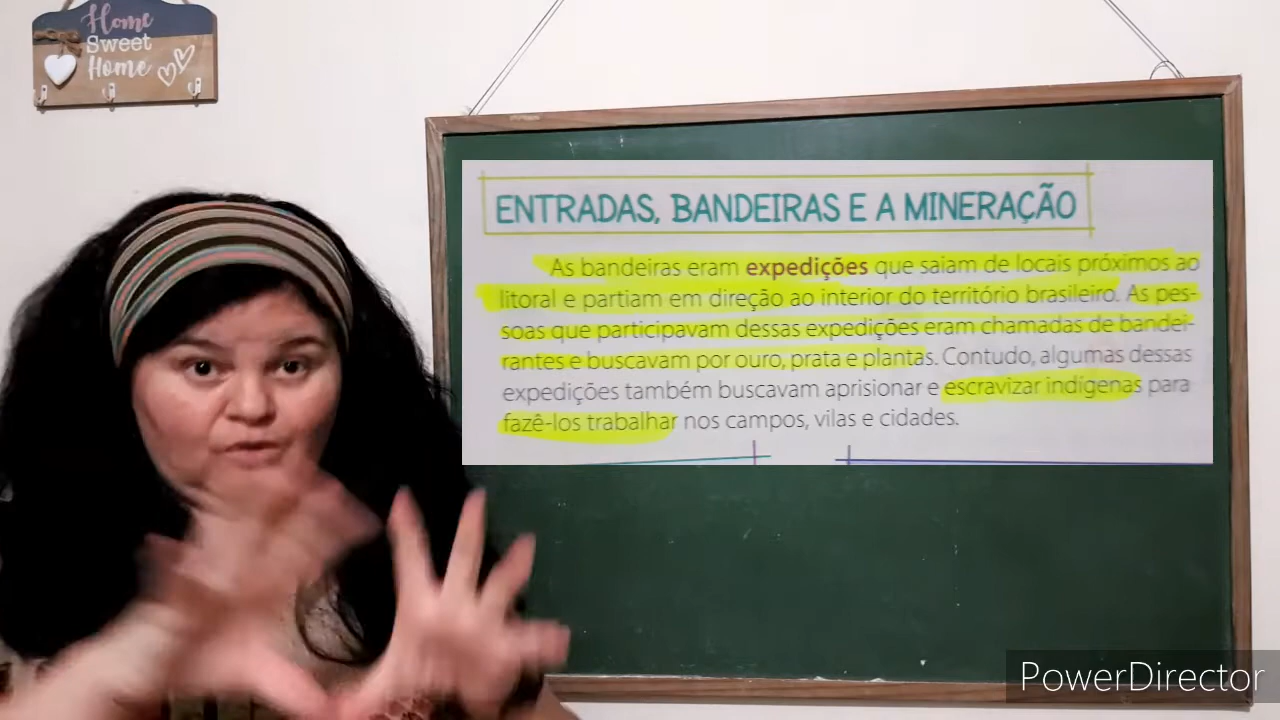 Home
Sweet
Home
ENTRADAS, BANDEIRAS E A MINERAÇÃO
As bandeiras eram expedições que saiam de locais próximos ao
litoral e partiam em direção ao interior do território brasileiro. As pes-
soas que participavam dessas expedições eram chamadas de bandei-
rantes e buscavam por ouro, prata e plantas. Contudo, algumas dessas
expedições também buscavam aprisionar e escravizar indígenas para
fazê-los trabalhar nos campos, vilas e cidades.
PowerDirector